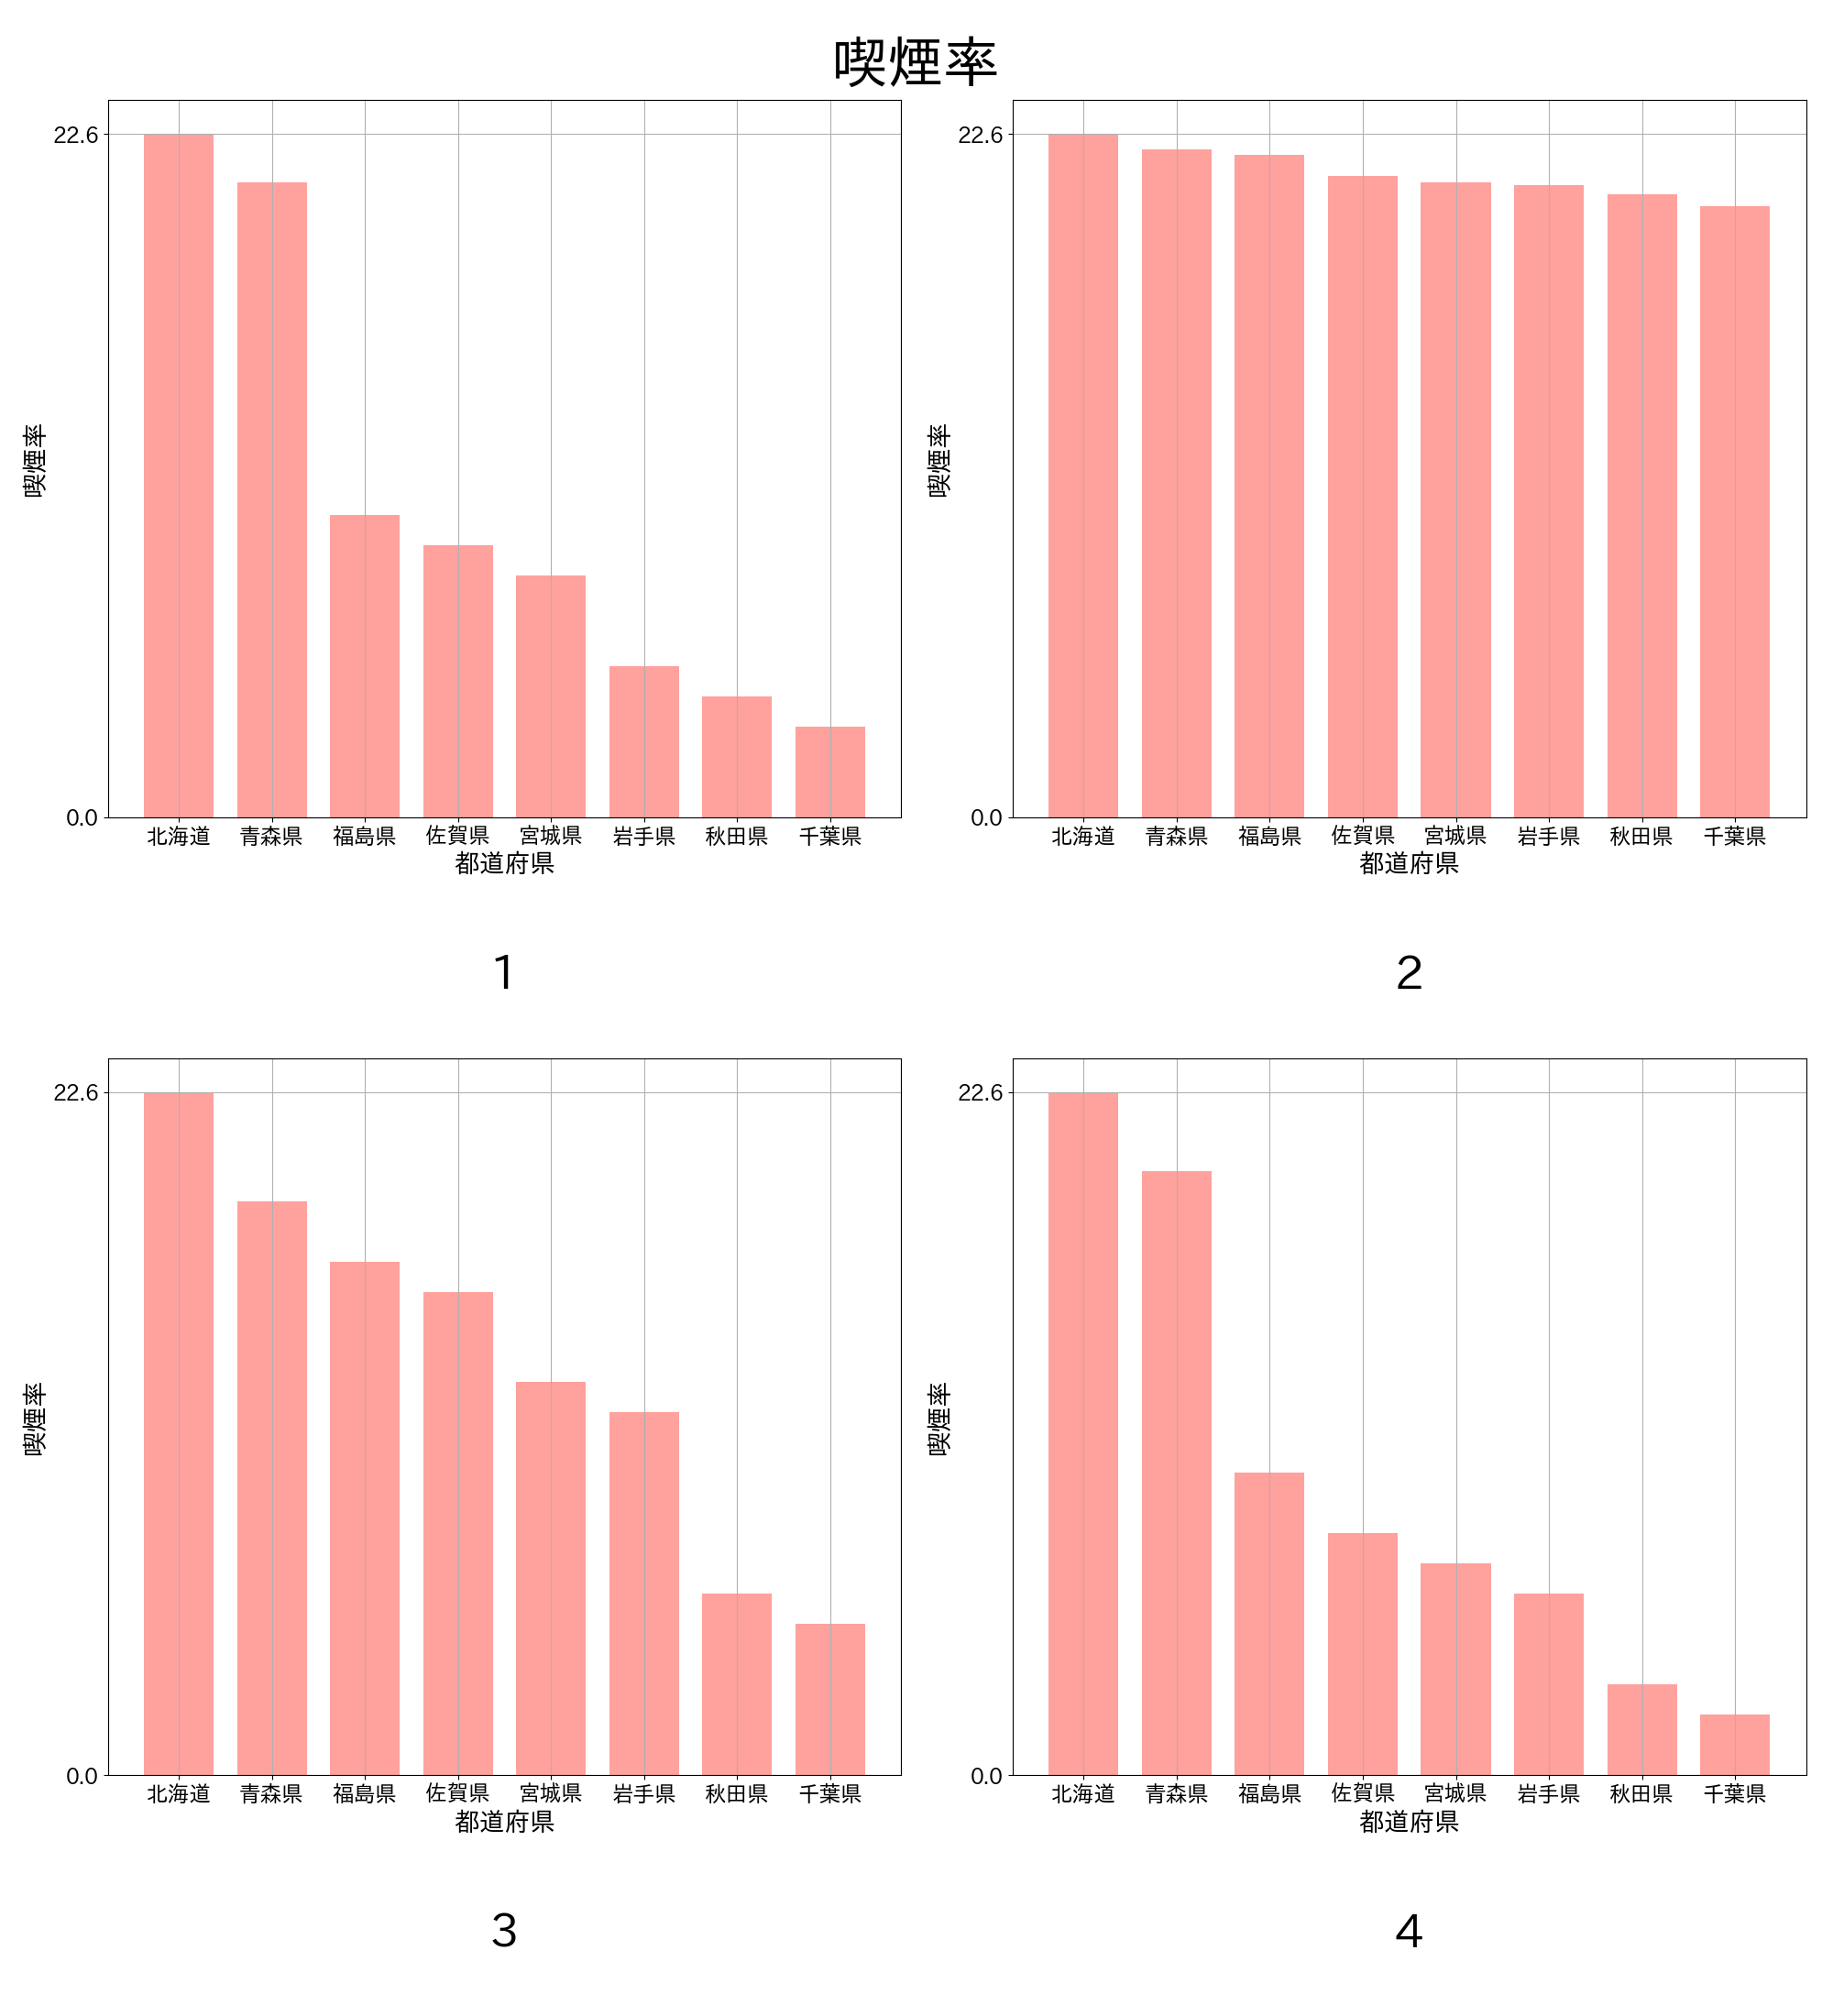 喫煙率
22.6
0.0
喫煙率
北海道 青森県 福島県 佐賀県 宮城県 岩手県 秋田県 千葉県
都道府県
1
22.6
0.0
喫煙率
北海道 青森県 福島県 佐賀県 宮城県 岩手県 秋田県 千葉県
都道府県
2
22.6
0.0
喫煙率
北海道 青森県 福島県 佐賀県 宮城県 岩手県 秋田県 千葉県
都道府県
3
22.6
0.0
喫煙率
北海道 青森県 福島県 佐賀県 宮城県 岩手県 秋田県 千葉県
都道府県
4